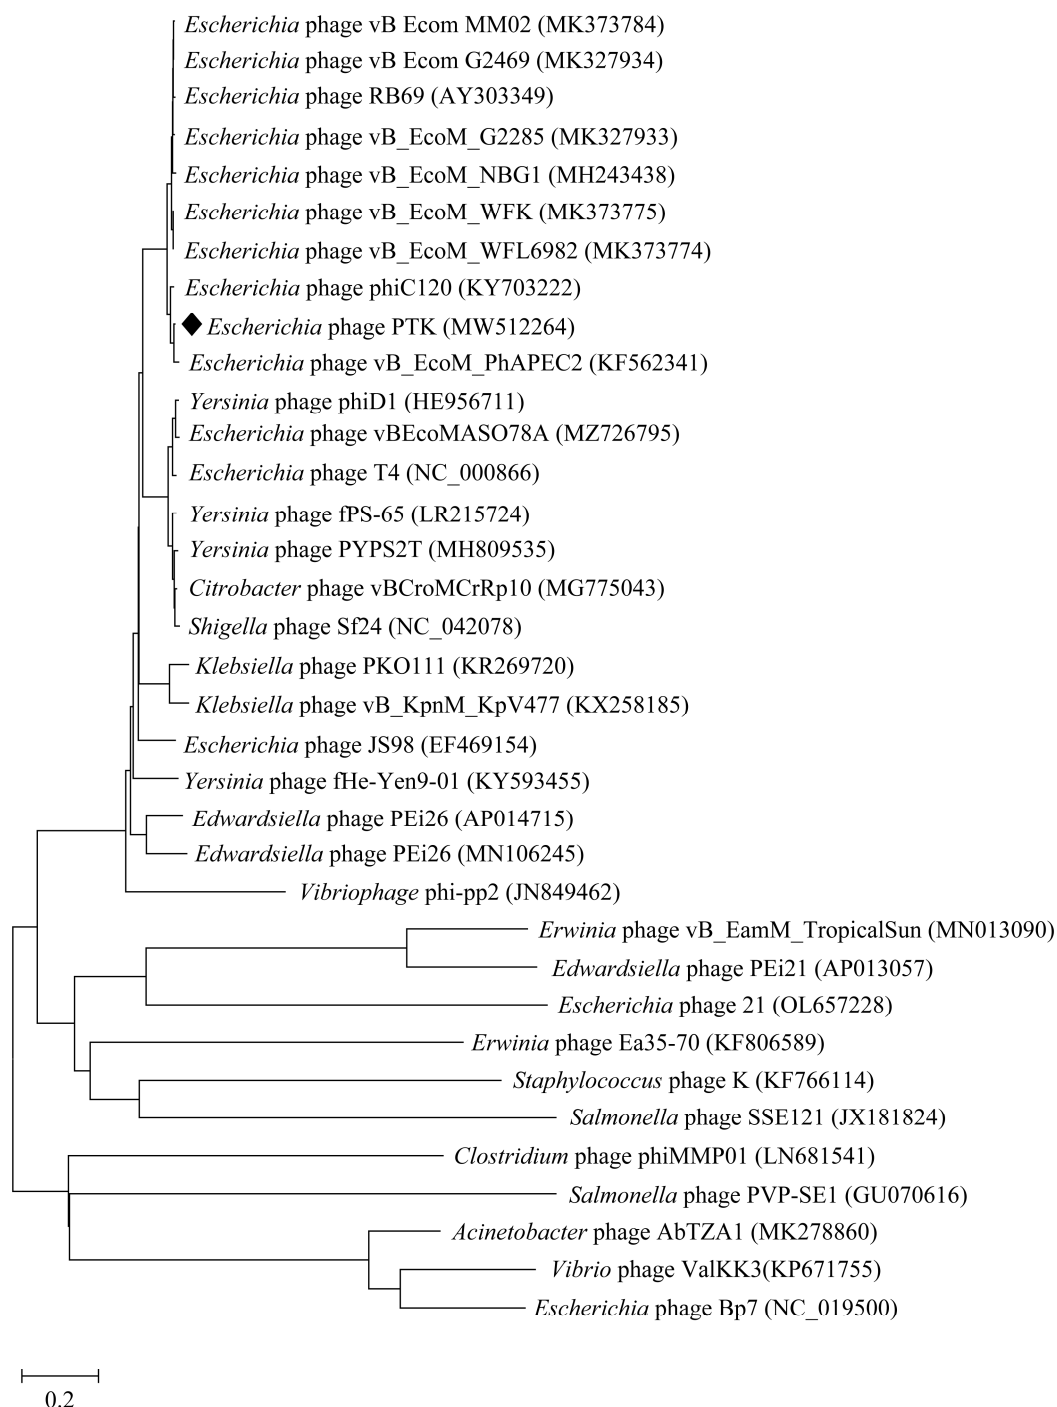 Escherichia phage vB Ecom MM02 (MK373784)
Escherichia phage vB Ecom G2469 (MK327934)
Escherichia phage RB69 (AY303349)
Escherichia phage vB_EcoM_G2285 (MK327933)
Escherichia phage vB_EcoM_NBG1 (MH243438)
Escherichia phage vB_EcoM_WFK (MK373775)
Escherichia phage vB_EcoM_WFL6982 (MK373774)
Escherichia phage phiC120 (KY703222)
Escherichia phage PTK (MW512264)
Escherichia phage vB_EcoM_PhAPEC2 (KF562341)
Yersinia phage phiD1 (HE956711)
Escherichia phage vBEcoMASO78A (MZ726795)
Escherichia phage T4 (NC_000866)
Yersinia phage fPS-65 (LR215724)
Yersinia phage PYPS2T (MH809535)
Citrobacter phage vBCroMCrRp10 (MG775043)
Shigella phage Sf24 (NC_042078)
Klebsiella phage PKO111 (KR269720)
Klebsiella phage vB_KpnM_KpV477 (KX258185)
Escherichia phage JS98 (EF469154)
Yersinia phage fHe-Yen9-01 (KY593455)
Edwardsiella phage PEi26 (AP014715)
Edwardsiella phage PEi26 (MN106245)
Vibriophage phi-pp2 (JN849462)
Erwinia phage vB_EamM_TropicalSun (MN013090)
Edwardsiella phage PEi21 (AP013057)
Escherichia phage 21 (OL657228)
Erwinia phage Ea35-70 (KF806589)
Staphylococcus phage K (KF766114)
Salmonella phage SSE121 (JX181824)
Clostridium phage phiMMP01 (LN681541)
Salmonella phage PVP-SE1 (GU070616)
Acinetobacter phage AbTZA1 (MK278860)
Vibrio phage ValKK3(KP671755)
Escherichia phage Bp7 (NC_019500)
0.2